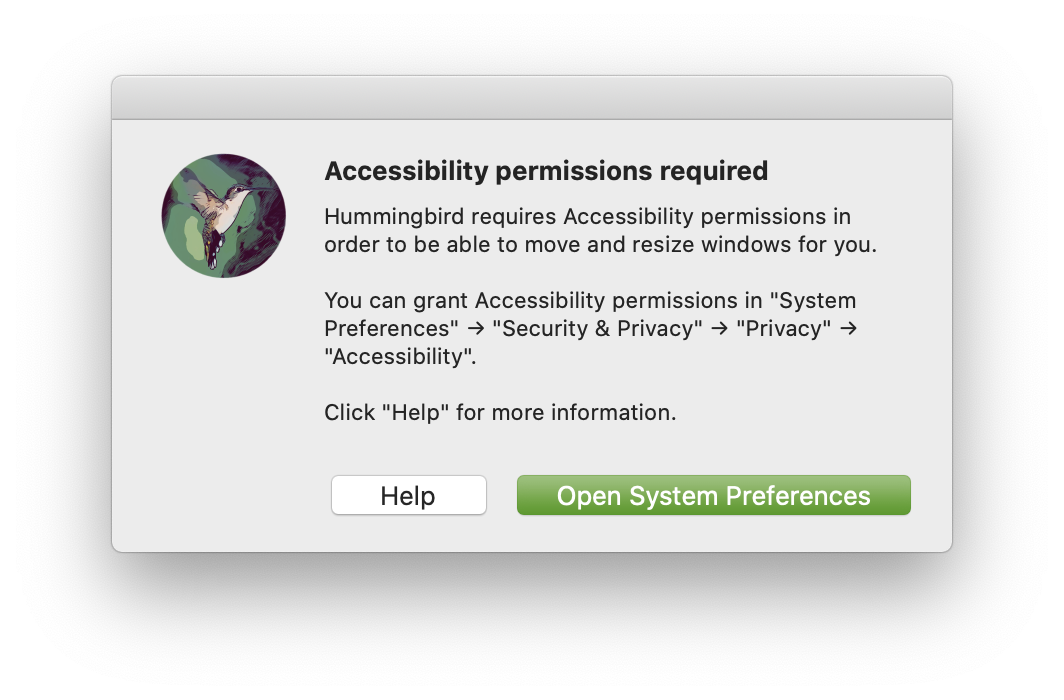 Accessibility permissions required
Hummingbird requires Accessibility permissions in
order to be able to move and resize windows for you.
You can grant Accessibility permissions in "System
Preferences" → "Security & Privacy" → "Privacy" →
"Accessibility".
Click "Help" for more information.
Help
Open System Preferences